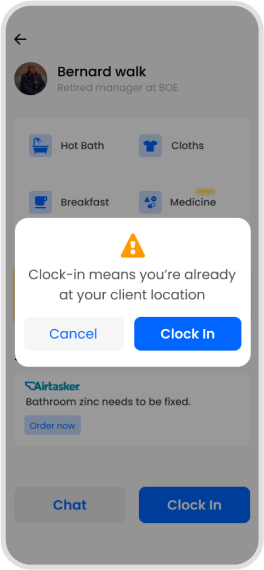 Bernard walk
Retired manager at BOE
Hot Bath
Cloths
open
Breakfast
Medicine
Clock-in means you're already
at your client location
Cancel
Clock In
Airtasker
Bathroom zinc needs to be fixed.
Order now
Chat
Clock In